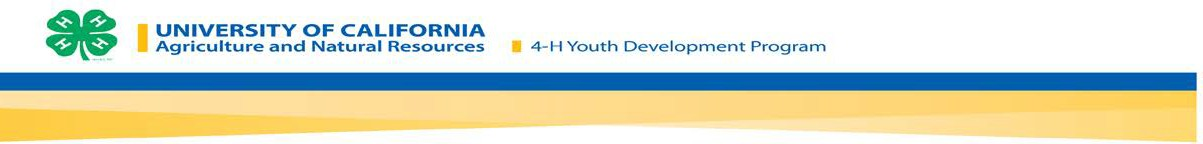 H H
H H
UNIVERSITY OF CALIFORNIA
Agriculture and Natural Resources
4-H Youth Development Program